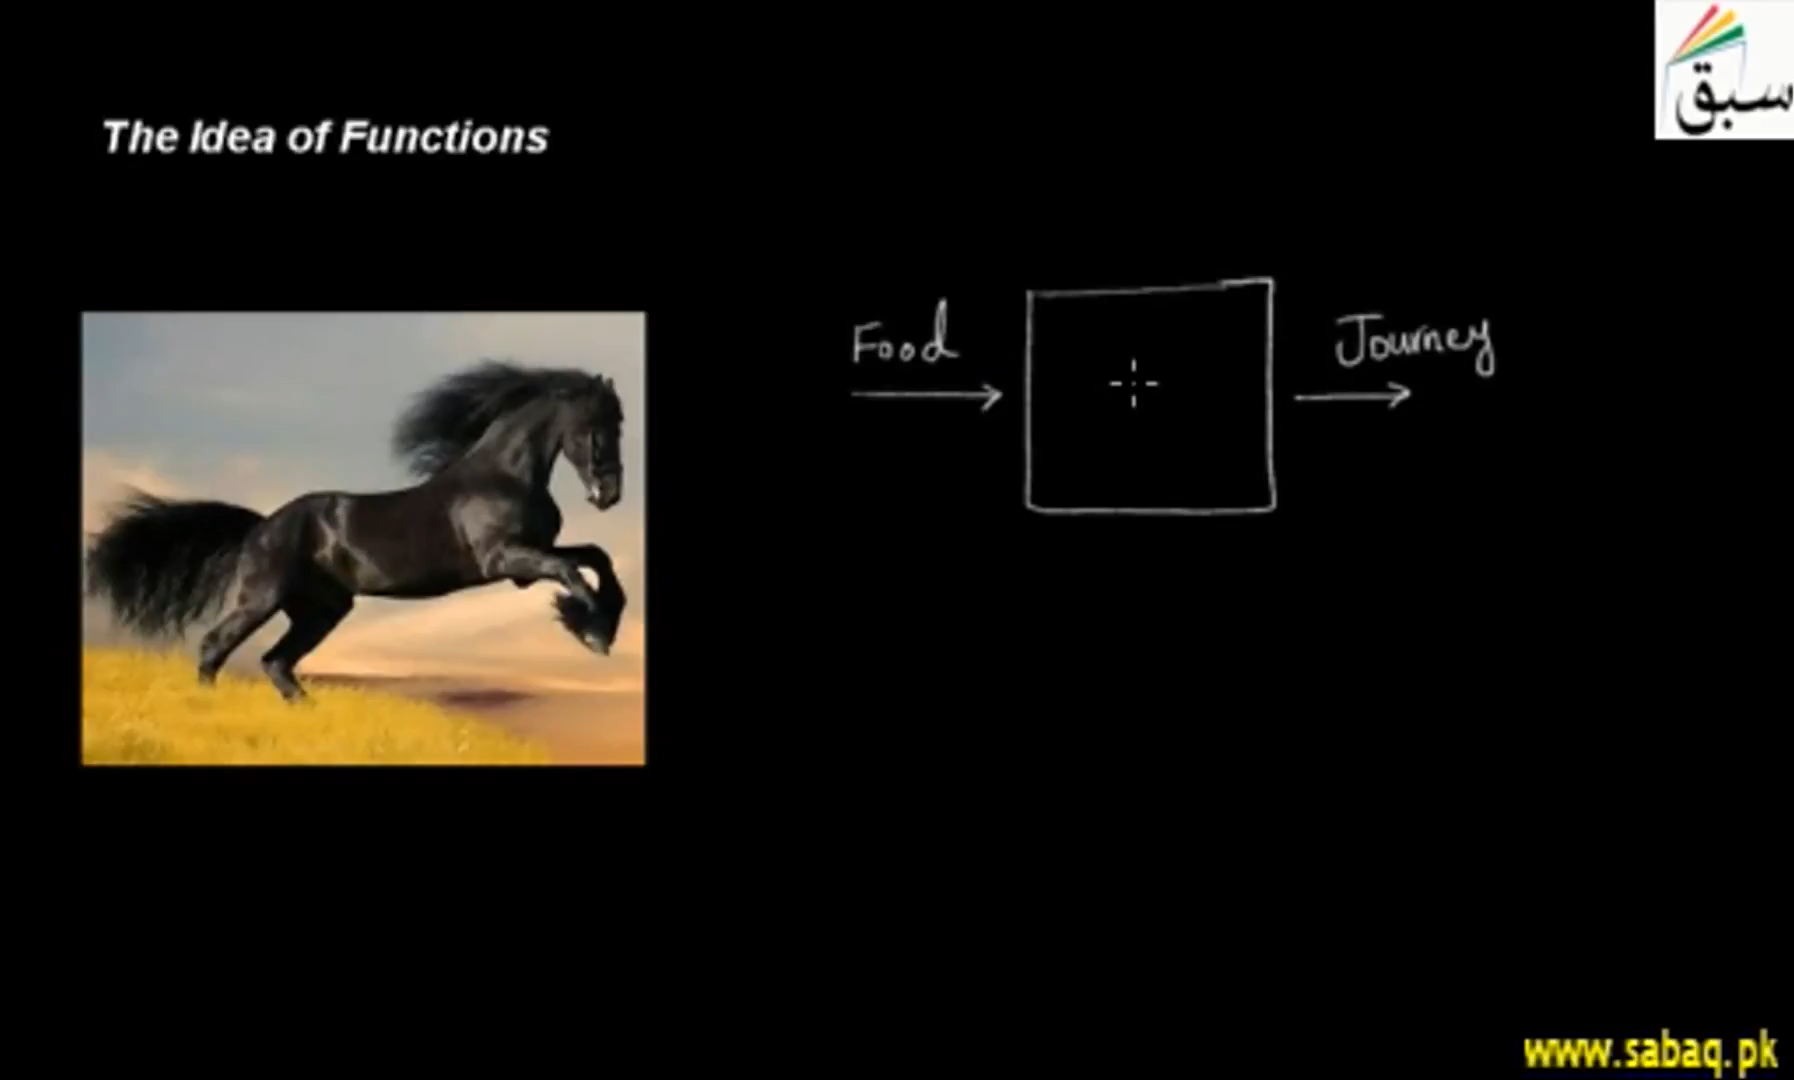 سبق
The Idea of Functions
Food
Journey
www.sabaq.pk